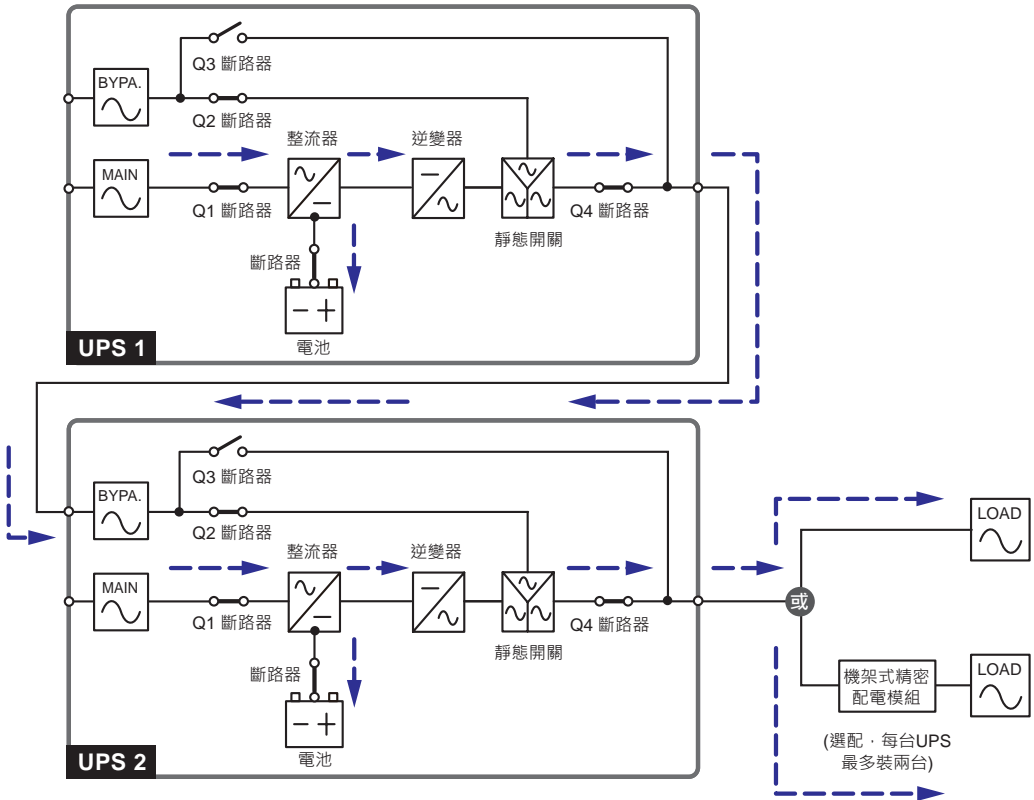 Q3 斷路器
BYPA.
Q2 斷路器
整流器
逆變器
MAIN
Q1 斷路器
Q4 斷路器
靜態開關
斷路器
電池
UPS 1
Q3 斷路器
BYPA.
Q2 斷路器
LOAD
整流器
逆變器
MAIN
或
Q1 斷路器
Q4 斷路器
靜態開關
斷路器
機架式精密
配電模組
LOAD
(選配，每台UPS
最多裝兩台)
電池
UPS 2